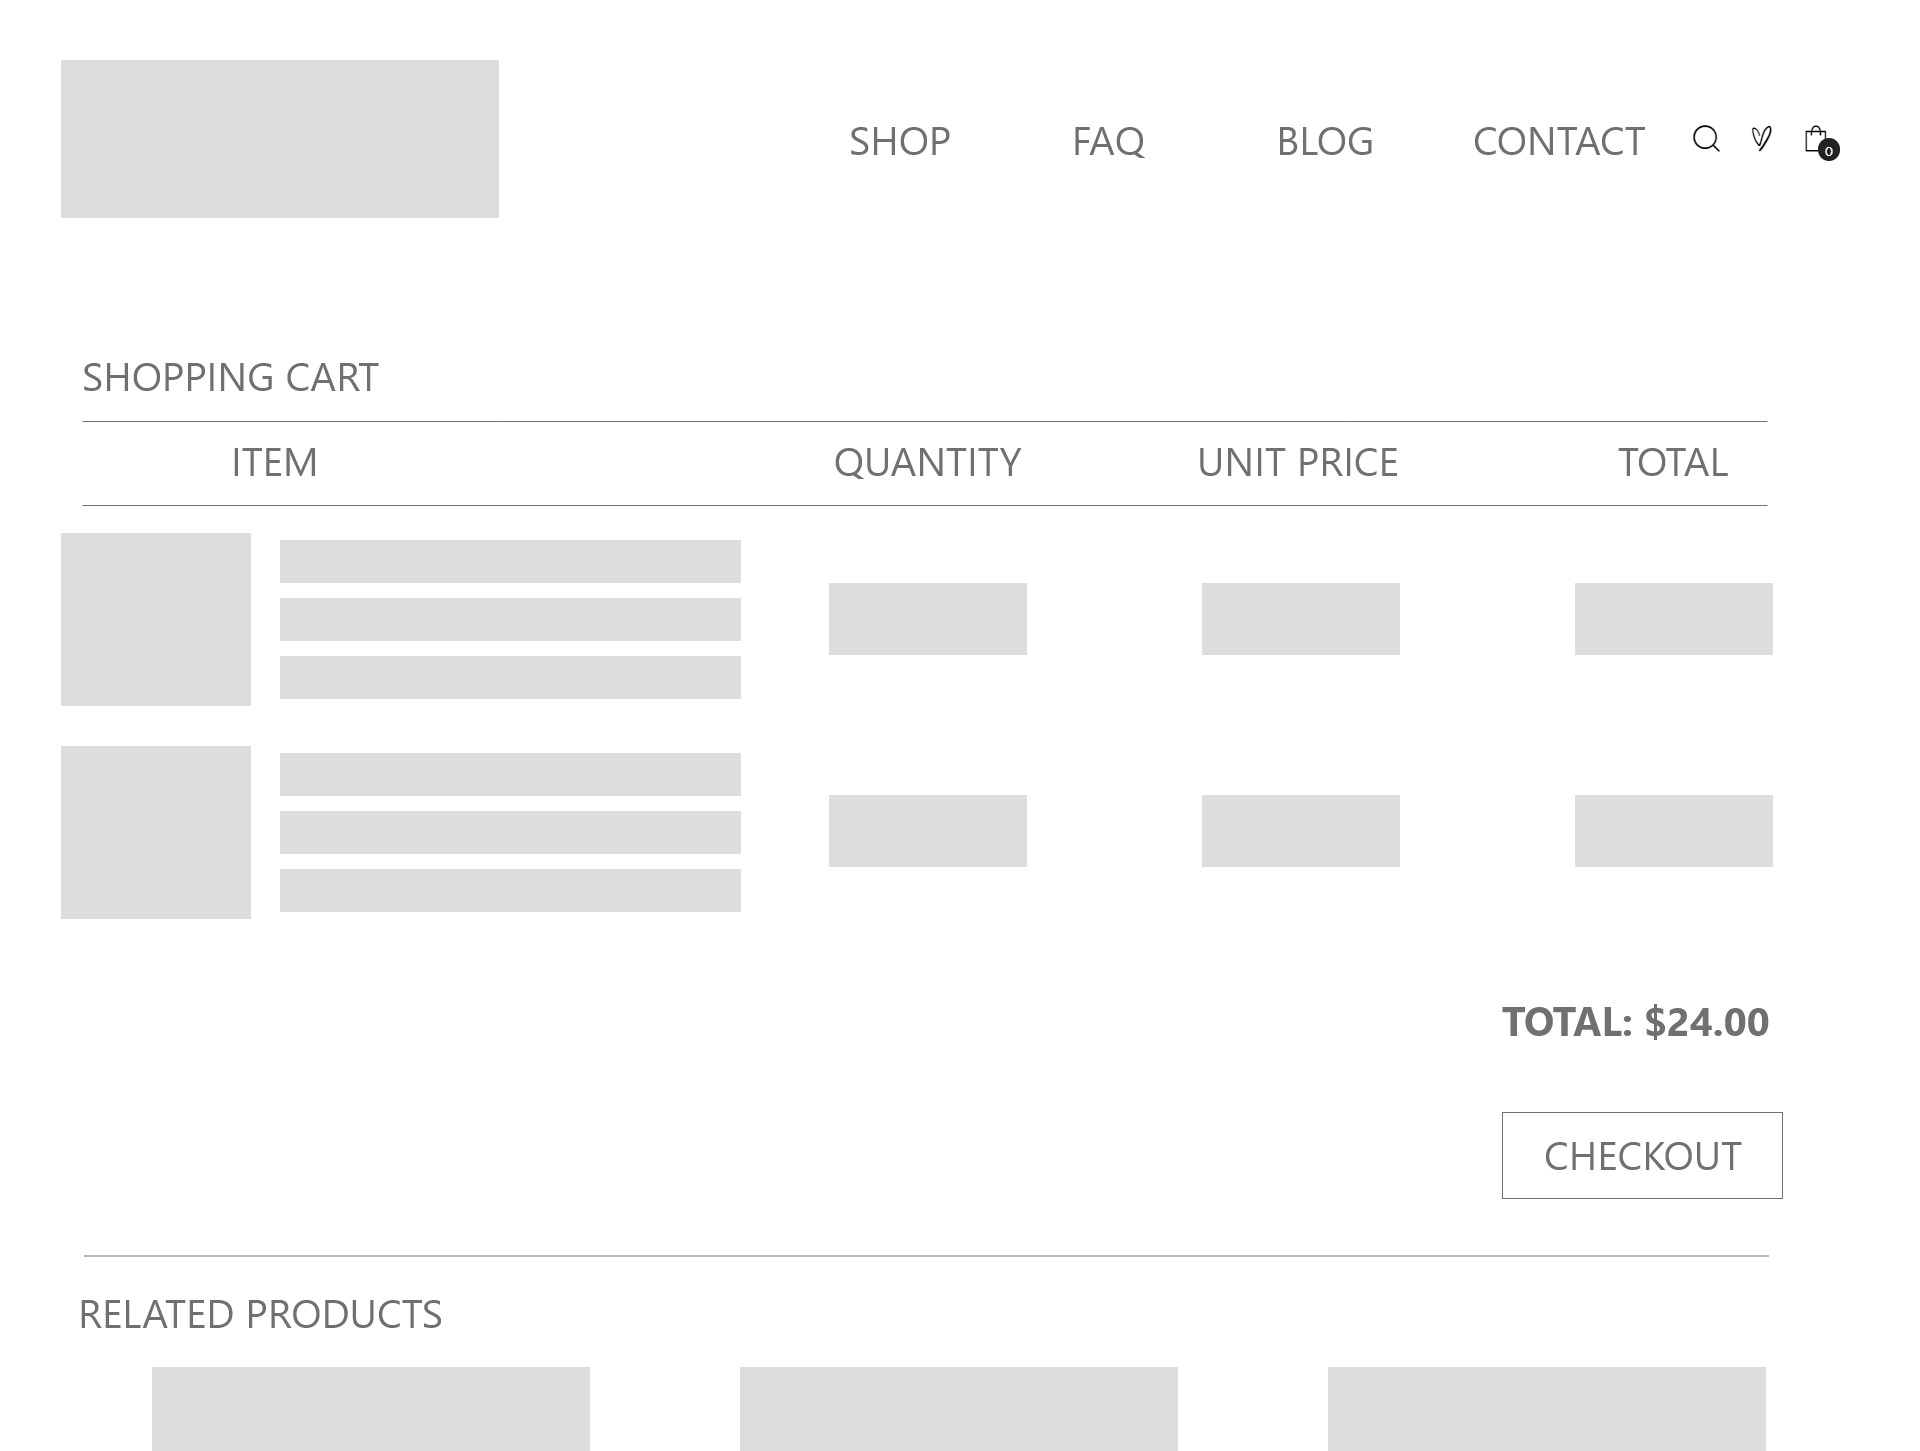 SHOP FAQ BLOG CONTACT 0
SHOPPING CART
ITEM QUANTITY UNIT PRICE TOTAL
TOTAL: $24.00
CHECKOUT
RELATED PRODUCTS